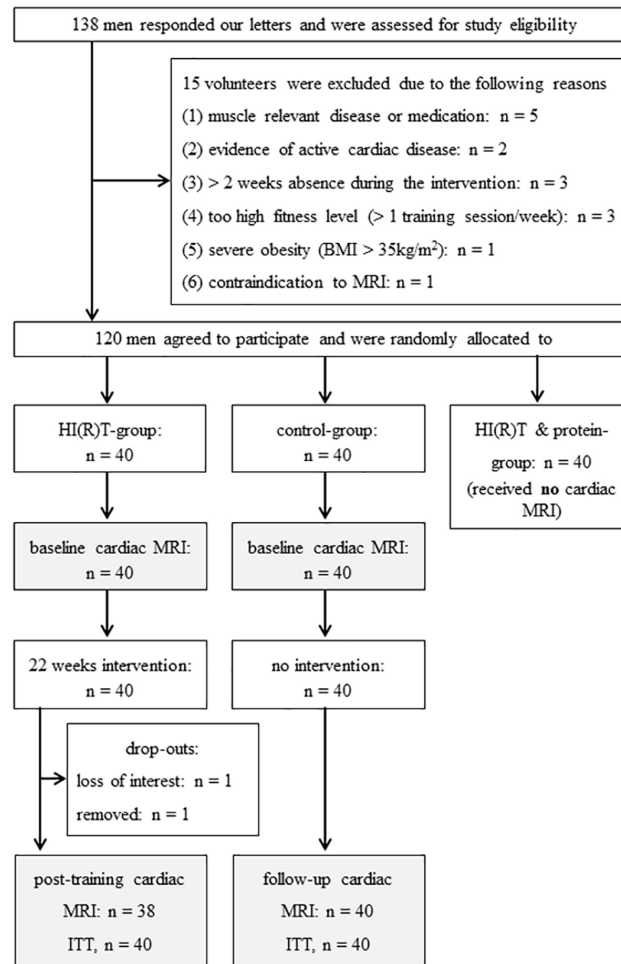 138 men responded our letters and were assessed for study eligibility
15 volunteers were excluded due to the following reasons
(1) muscle relevant disease or medication: n = 5
(2) evidence of active cardiac disease: n = 2
(3) > 2 weeks absence during the intervention: n = 3
(4) too high fitness level (> 1 training session/week): n = 3
(5) severe obesity (BMI > 35kg/m²): n = 1
(6) contraindication to MRI: n = 1
120 men agreed to participate and were randomly allocated to
HI(R)T-group:
n = 40
control-group:
n = 40
HI(R)T & protein-
group: n = 40
(received no cardiac
MRI)
baseline cardiac MRI:
n = 40
baseline cardiac MRI:
n = 40
22 weeks intervention:
n = 40
no intervention:
n = 40
drop-outs:
loss of interest: n = 1
removed: n = 1
post-training cardiac
MRI: n = 38
ITT, n = 40
follow-up cardiac
MRI: n = 40
ITT, n = 40